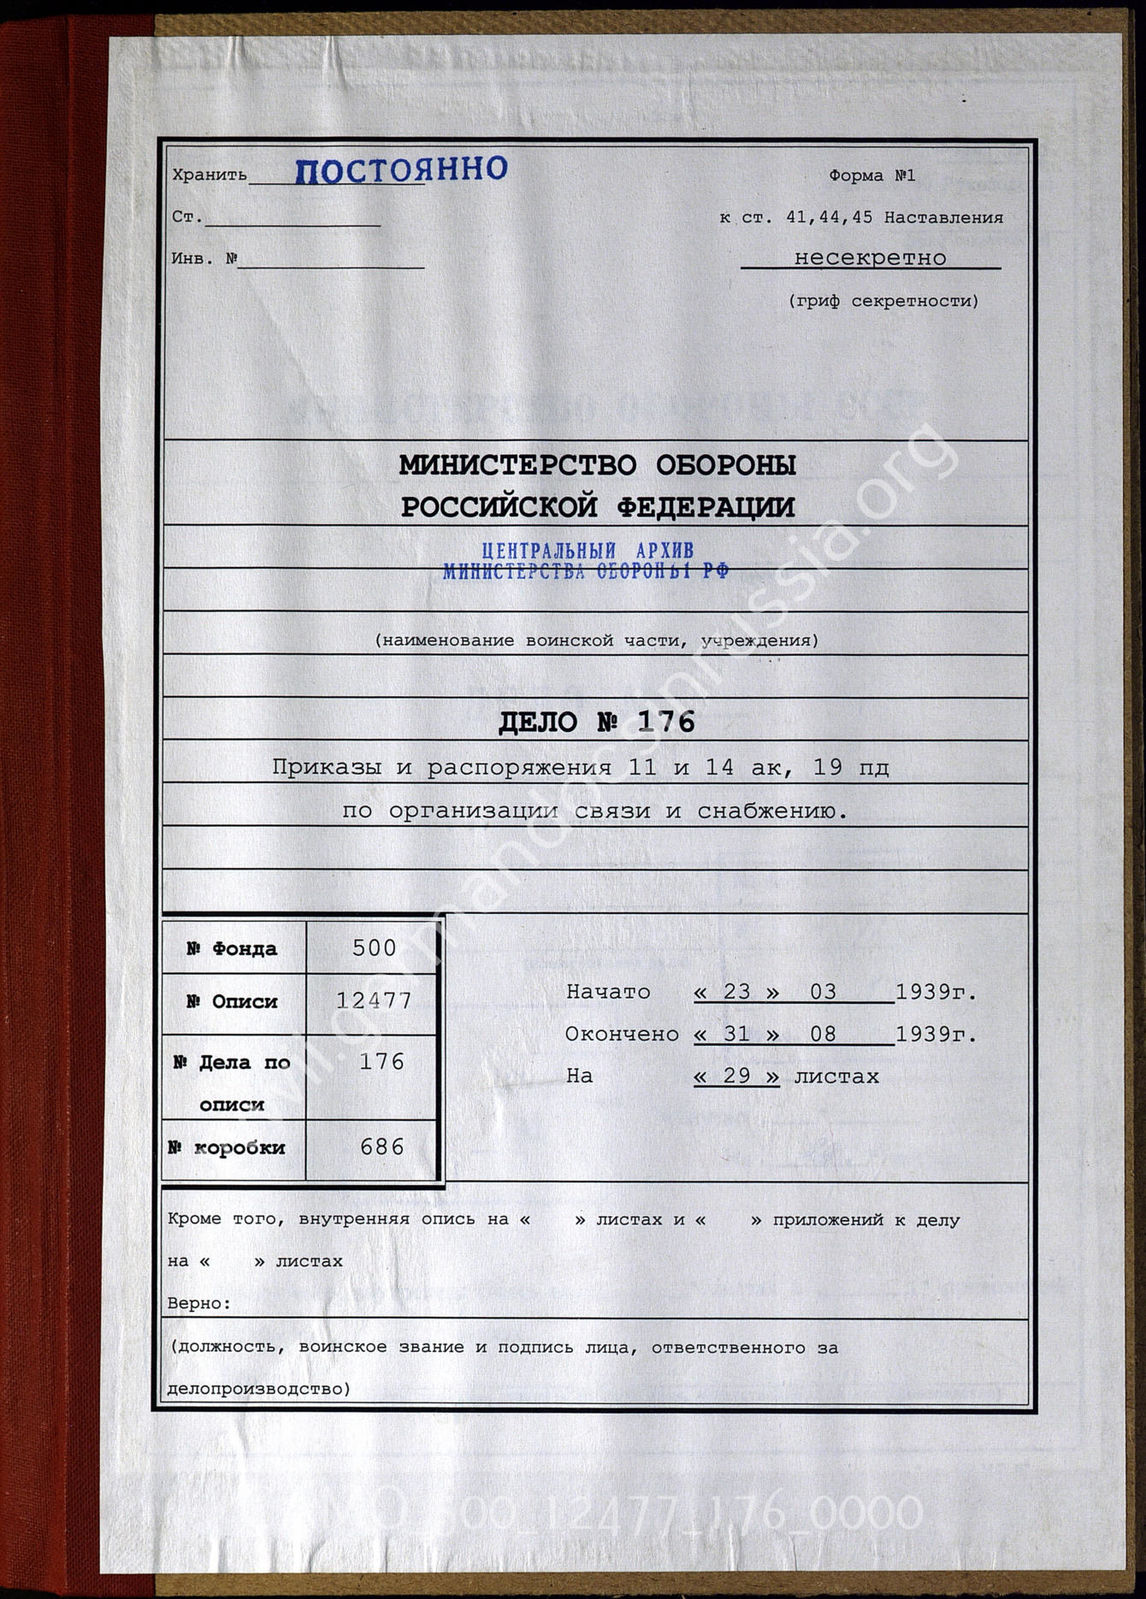 Хранить ПОСТОЯННО
Форма №1
Ст.
к ст. 41,44,45 Наставления
Инв. №
несекретно
(гриф секретности)
МИНИСТЕРСТВО ОБОРОНЫ
РОССИЙСКОЙ ФЕДЕРАЦИИ
ЦЕНТРАЛЬНЫЙ АРХИВ
МИНИСТЕРСТВА ОБОРОНЫ РФ
(наименование воинской части, учреждения)
ДЕЛО № 176
Приказы и распоряжения 11 и 14 ак, 19 пд
по организации связи и снабжению.
№ Фонда 500
№ Описи 12477
№ Дела по 176
описи
№ коробки 686
Начато « 23 » 03 1939г.
Окончено « 31 » 08 1939г.
На « 29 » листах
Кроме того, внутренняя опись на « » листах и « » приложений к делу
на « » листах
Верно:
(должность, воинское звание и подпись лица, ответственного за
делопроизводство)
500_12477_176_0000